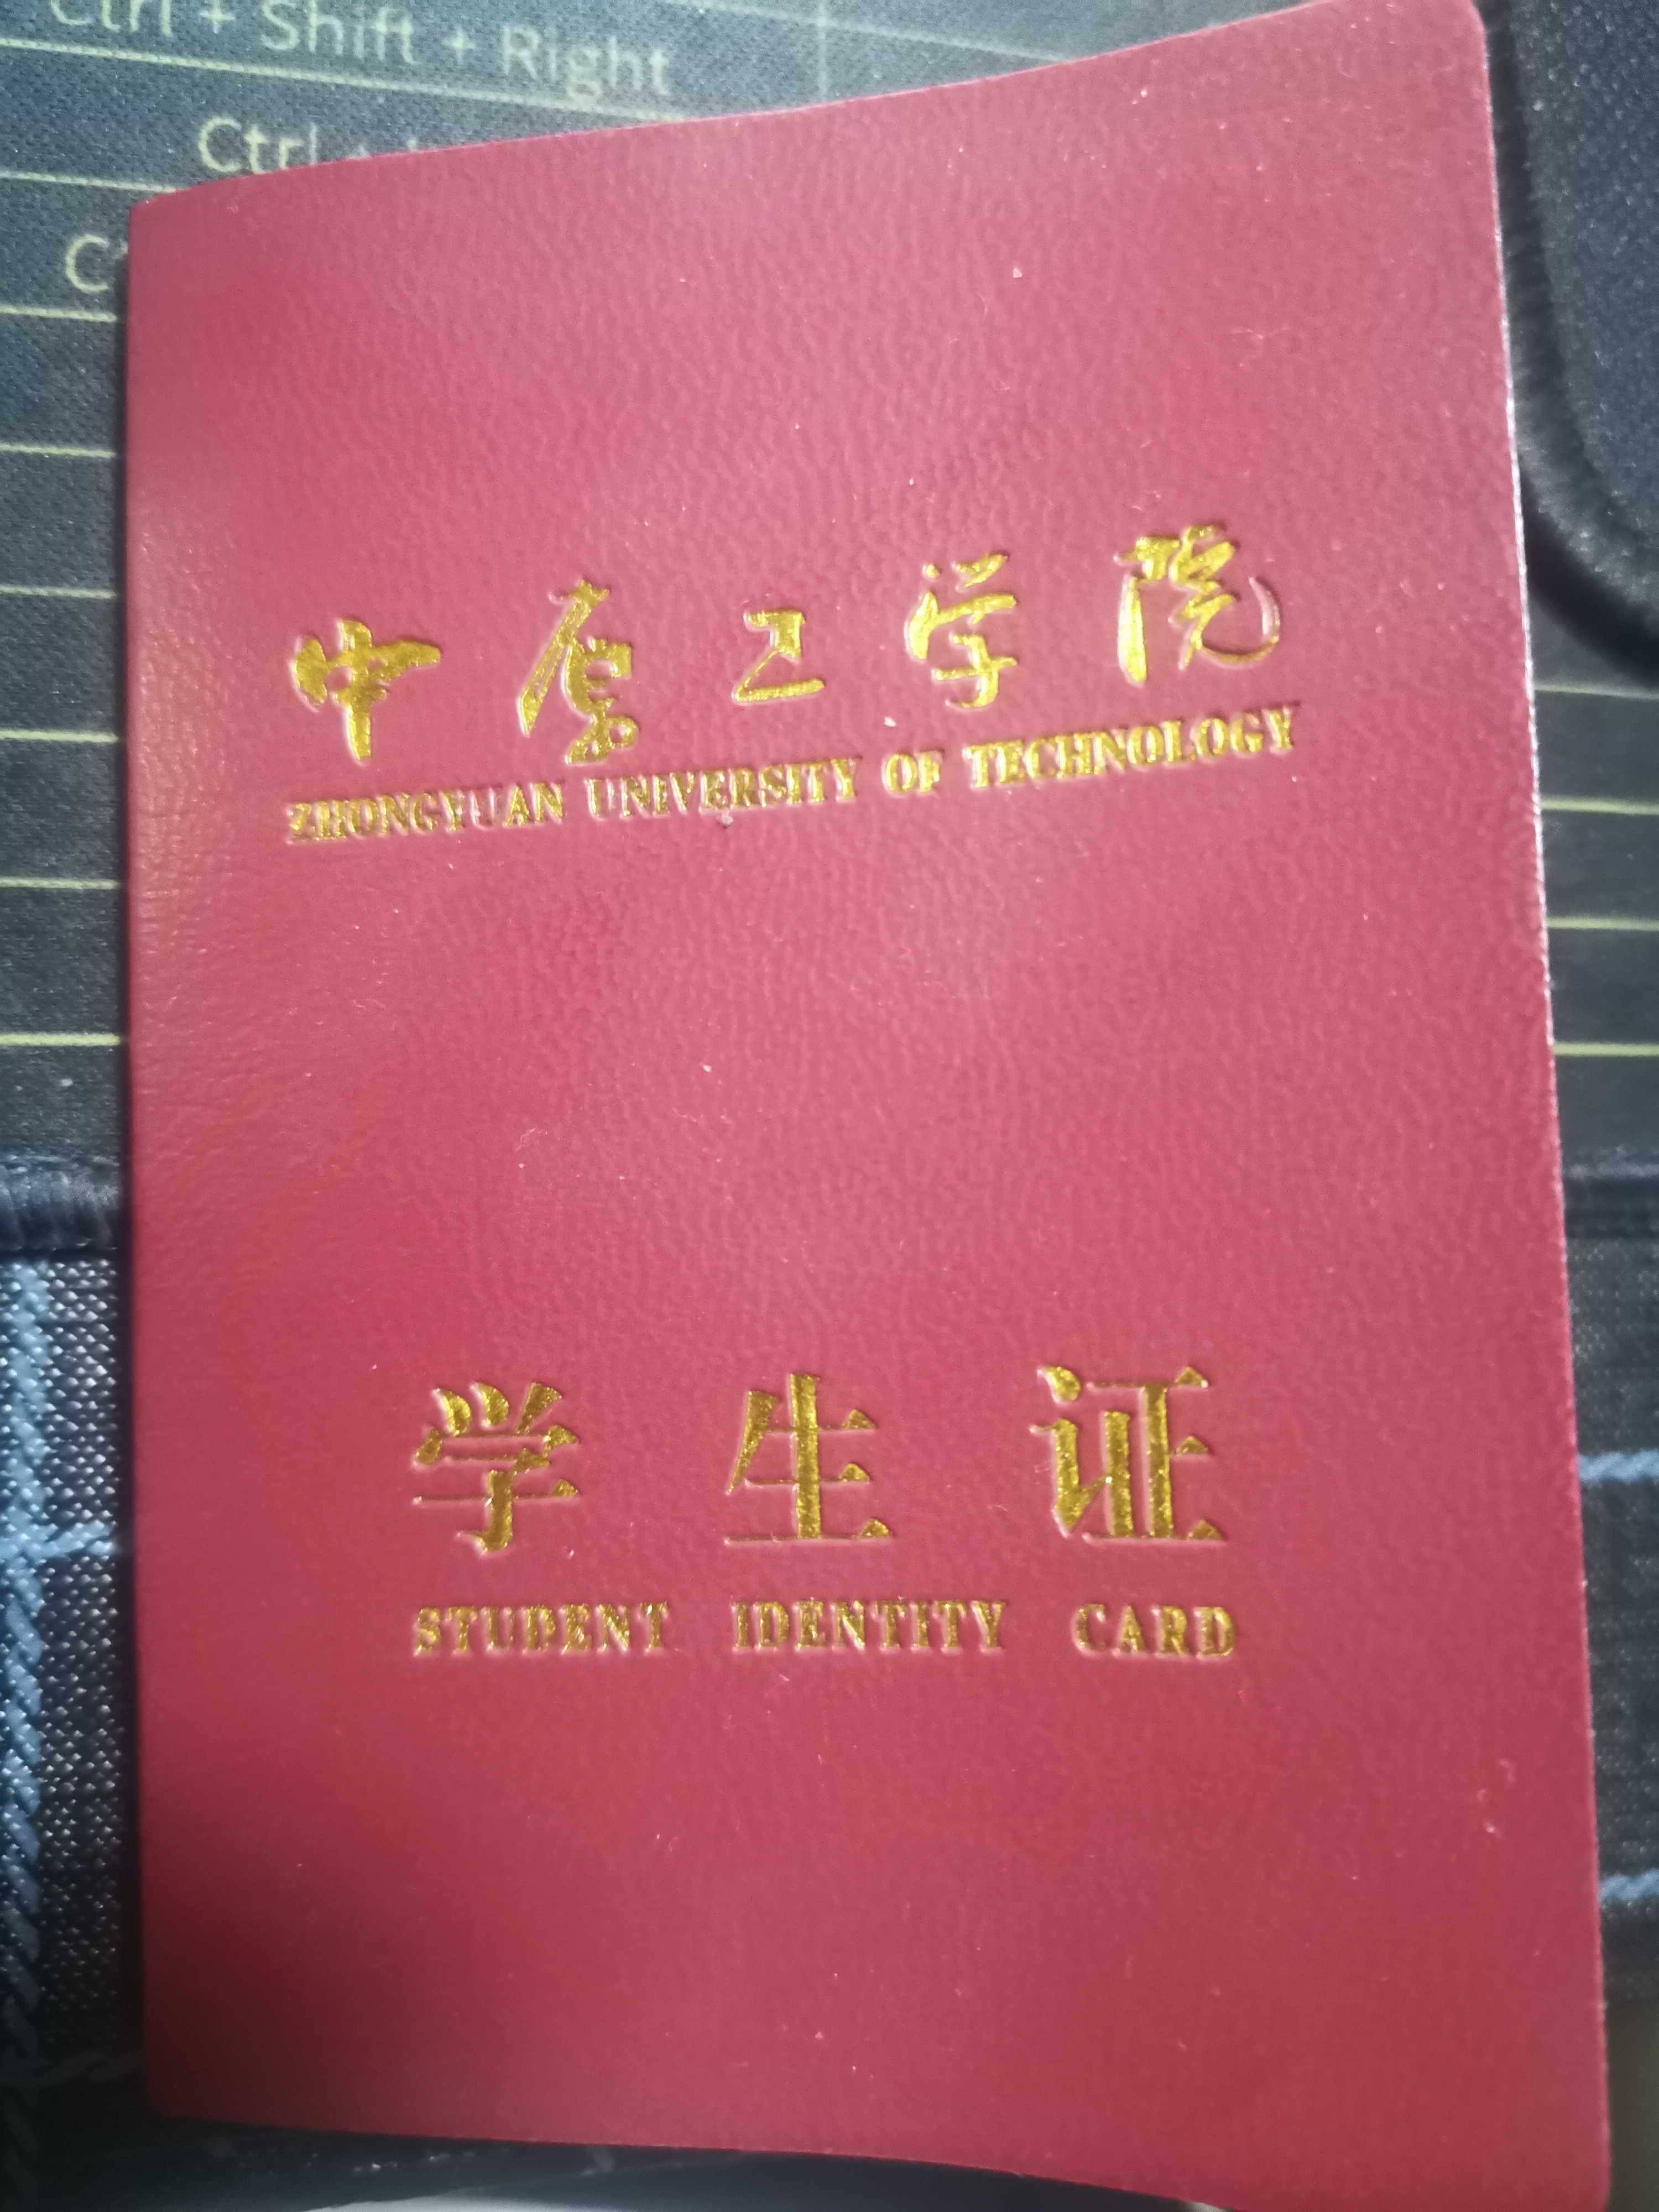 Ctrl + Shift + Right
Ctrl +
中原工学院
ZHONGYUAN UNIVERSITY OF TECHNOLOGY
学生证
STUDENT IDENTITY CARD